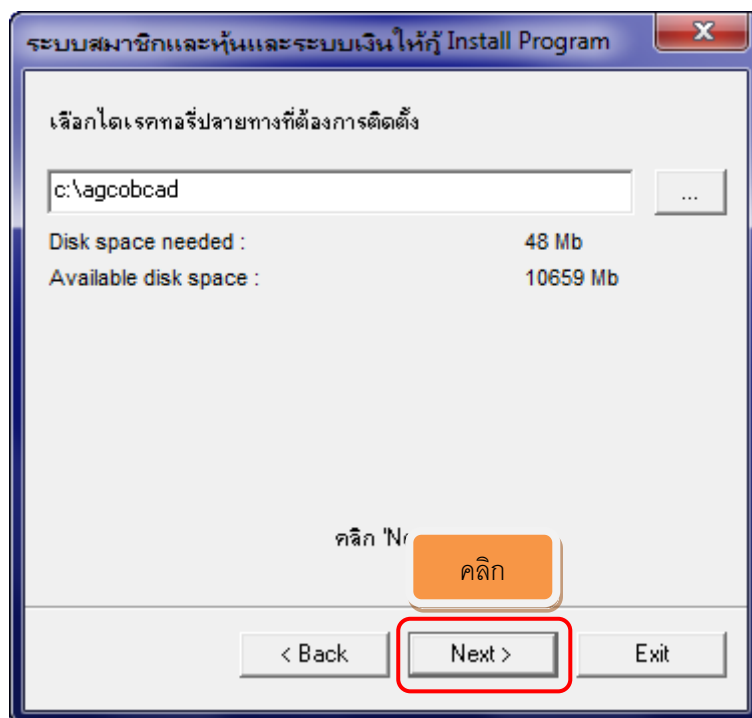 ระบบสมาชิกและหุ้นและระบบเงินให้กู้ Install Program
เลือกไดเรคทอรี่ปลายทางที่ต้องการติดตั้ง
c:\agcobcad
...
Disk space needed : 48 Mb
Available disk space : 10659 Mb
คลิก
คลิก
< Back Next > Exit